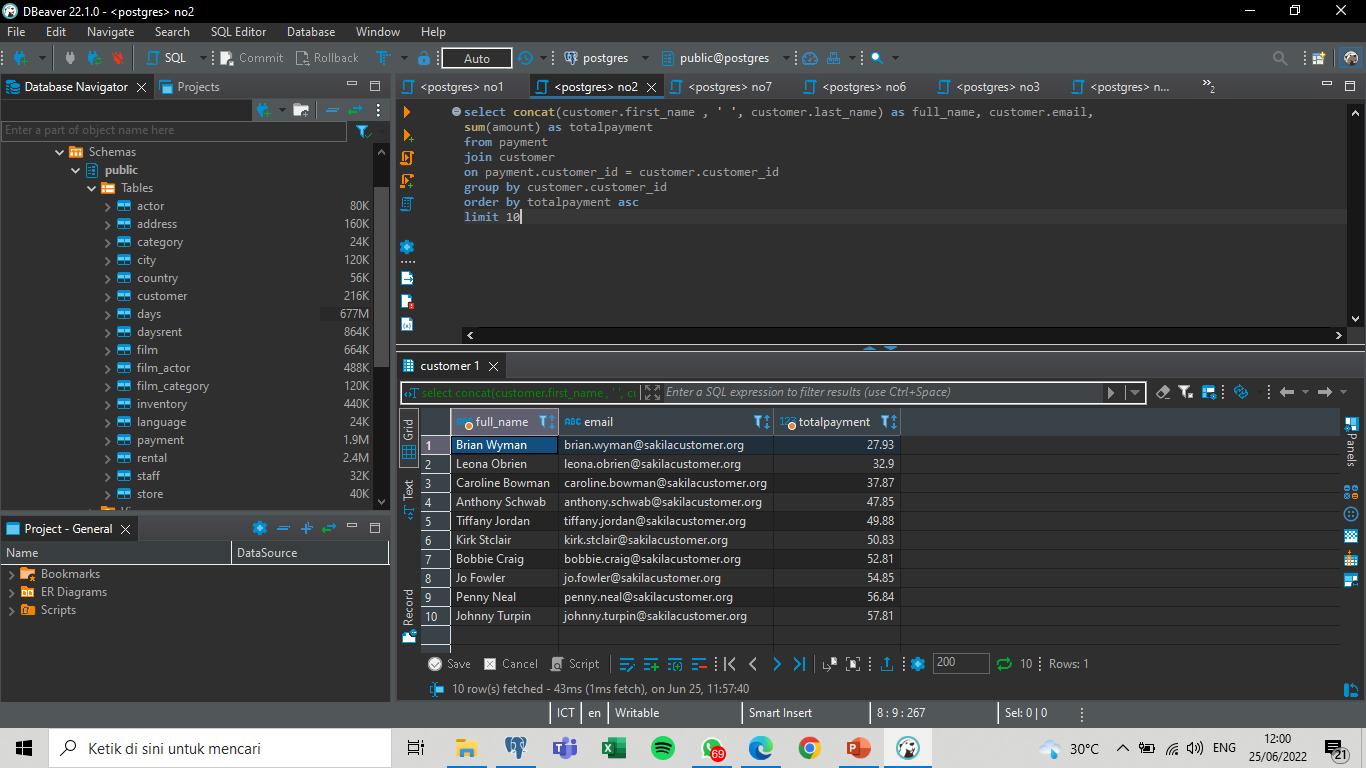 DBeaver 22.1.0 - <postgres> no2
File Edit Navigate Search SQL Editor Database Window Help
SQL Commit Rollback Auto postgres public@postgres
Database Navigator Projects
<postgres> no1 <postgres> no2 <postgres> no7 <postgres> no6 <postgres> no3 <postgres> n... »2
Enter a part of object name here
Schemas
public
Tables
actor 80K
address 160K
category 24K
city 120K
country 56K
customer 216K
days 677M
daysrent 864K
film 664K
film_actor 488K
film_category 120K
inventory 440K
language 24K
payment 1.9M
rental 2.4M
staff 32K
store 40K
select concat(customer.first_name , ' ', customer.last_name) as full_name, customer.email,
sum(amount) as totalpayment
from payment
join customer
on payment.customer_id = customer.customer_id
group by customer.customer_id
order by totalpayment asc
limit 10
customer 1
select concat(customer.first_name , ' ', c Enter a SQL expression to filter results (use Ctrl+Space)
Grid
Text
Record
full_name email 123 totalpayment
1 Brian Wyman brian.wyman@sakilacustomer.org 27.93
2 Leona Obrien leona.obrien@sakilacustomer.org 32.9
3 Caroline Bowman caroline.bowman@sakilacustomer.org 37.87
4 Anthony Schwab anthony.schwab@sakilacustomer.org 47.85
5 Tiffany Jordan tiffany.jordan@sakilacustomer.org 49.88
6 Kirk Stclair kirk.stclair@sakilacustomer.org 50.83
7 Bobbie Craig bobbie.craig@sakilacustomer.org 52.81
8 Jo Fowler jo.fowler@sakilacustomer.org 54.85
9 Penny Neal penny.neal@sakilacustomer.org 56.84
10 Johnny Turpin johnny.turpin@sakilacustomer.org 57.81
Panels
Save Cancel Script 200 10 Rows: 1
10 row(s) fetched - 43ms (1ms fetch), on Jun 25, 11:57:40
Project - General
Name DataSource
Bookmarks
ER Diagrams
Scripts
ICT en Writable Smart Insert 8 : 9 : 267 Sel: 0 | 0
Ketik di sini untuk mencari
69
30°C ENG 12:00
25/06/2022
21